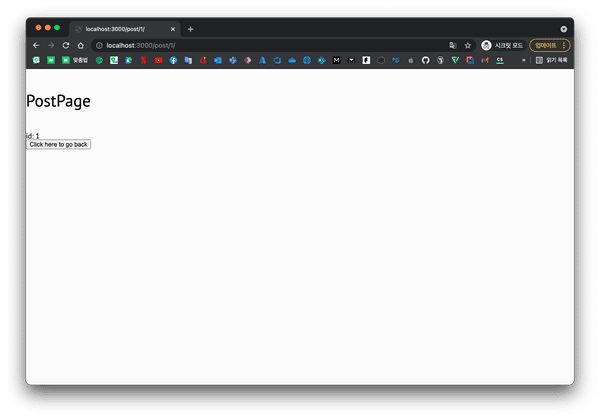 localhost:3000/post/1/
localhost:3000/post/1/
시크릿 모드
업데이트
맞춤법
읽기 목록
PostPage
id: 1
Click here to go back